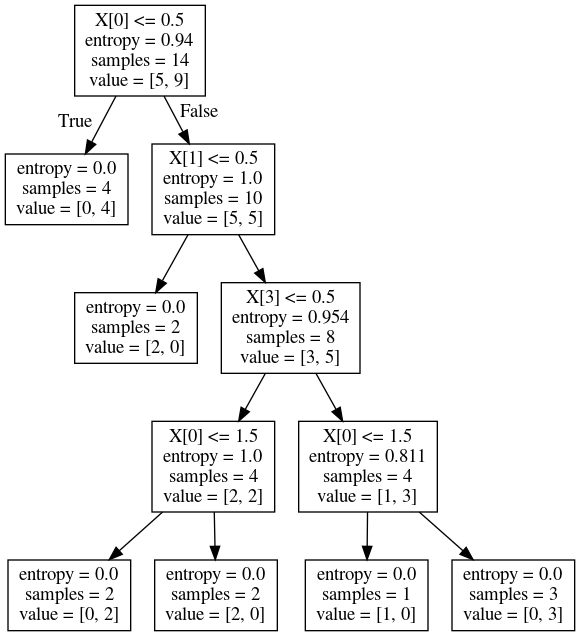 X[0] <= 0.5
entropy = 0.94
samples = 14
value = [5, 9]
True
False
entropy = 0.0
samples = 4
value = [0, 4]
X[1] <= 0.5
entropy = 1.0
samples = 10
value = [5, 5]
entropy = 0.0
samples = 2
value = [2, 0]
X[3] <= 0.5
entropy = 0.954
samples = 8
value = [3, 5]
X[0] <= 1.5
entropy = 1.0
samples = 4
value = [2, 2]
X[0] <= 1.5
entropy = 0.811
samples = 4
value = [1, 3]
entropy = 0.0
samples = 2
value = [0, 2]
entropy = 0.0
samples = 2
value = [2, 0]
entropy = 0.0
samples = 1
value = [1, 0]
entropy = 0.0
samples = 3
value = [0, 3]